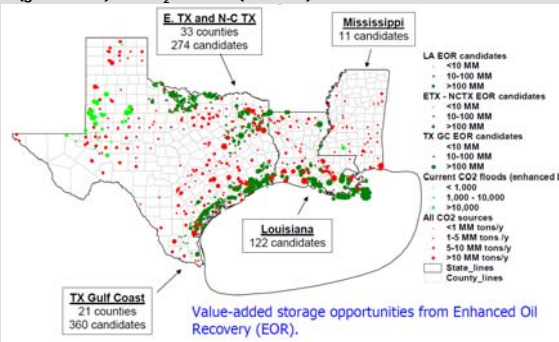 E. TX and N-C TX
33 counties
274 candidates
Mississippi
11 candidates
LA EOR candidates
<10 MM
10-100 MM
>100 MM
ETX - NCTX EOR candidates
<10 MM
10-100 MM
>100 MM
TX GC EOR candidates
<10 MM
10-100 MM
>100 MM
Current CO2 floods (enhanced
< 1,000
1,000 - 10,000
>10,000
All CO2 sources
<1 MM tons/y
1-5 MM tons /y
5-10 MM tons/y
>10 MM tons/y
State_lines
County_lines
Louisiana
122 candidates
TX Gulf Coast
21 counties
360 candidates
Value-added storage opportunities from Enhanced Oil
Recovery (EOR).